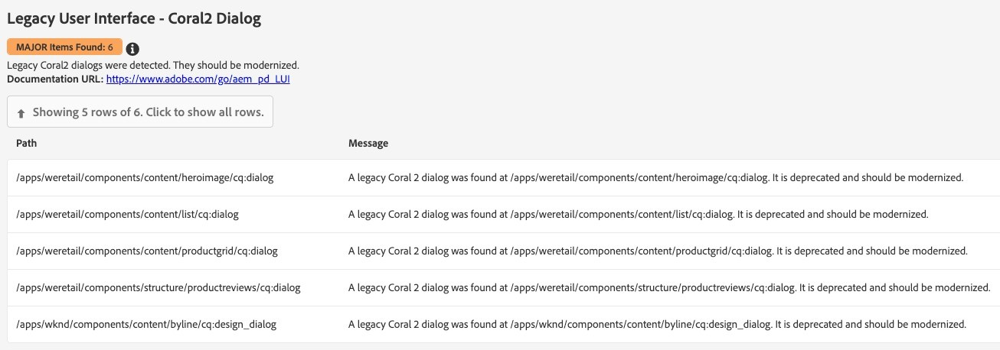 Legacy User Interface - Coral2 Dialog
MAJOR Items Found: 6
Legacy Coral2 dialogs were detected. They should be modernized.
Documentation URL: https://www.adobe.com/go/aem_pd_LUI
Showing 5 rows of 6. Click to show all rows.
Path Message
/apps/weretail/components/content/heroimage/cq:dialog A legacy Coral 2 dialog was found at /apps/weretail/components/content/heroimage/cq:dialog. It is deprecated and should be modernized.
/apps/weretail/components/content/list/cq:dialog A legacy Coral 2 dialog was found at /apps/weretail/components/content/list/cq:dialog. It is deprecated and should be modernized.
/apps/weretail/components/content/productgrid/cq:dialog A legacy Coral 2 dialog was found at /apps/weretail/components/content/productgrid/cq:dialog. It is deprecated and should be modernized.
/apps/weretail/components/structure/productreviews/cq:dialog A legacy Coral 2 dialog was found at /apps/weretail/components/structure/productreviews/cq:dialog. It is deprecated and should be modernized.
/apps/wknd/components/content/byline/cq:design_dialog A legacy Coral 2 dialog was found at /apps/wknd/components/content/byline/cq:design_dialog. It is deprecated and should be modernized.